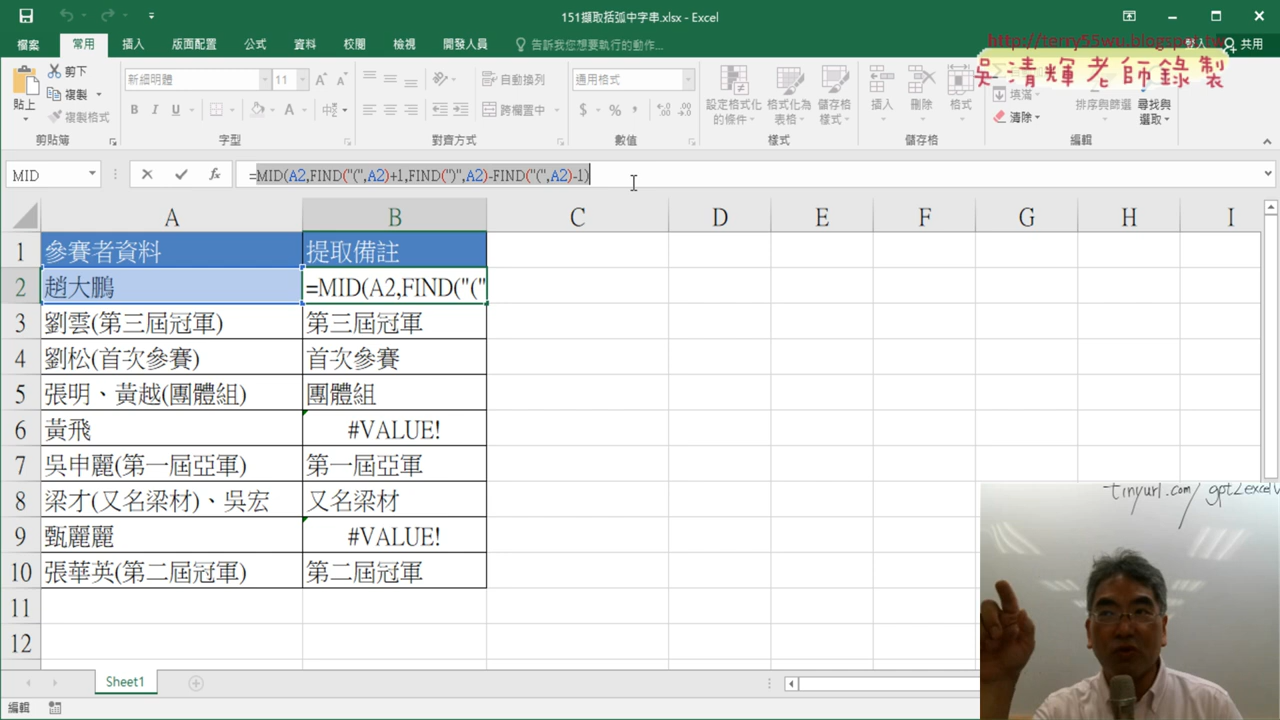 151擷取括弧中字串.xlsx - Excel
http://terry55wu.blogspot.tw
檔案 常用 插入 版面配置 公式 資料 校閱 檢視 開發人員 告訴我您想要執行的動作... 共用
吳清輝老師錄製
貼上 剪下 複製 複製格式
新細明體 11 B I U
自動換列 跨欄置中
通用格式 $ %
設定格式化的條件 格式化為表格 儲存格樣式
插入 刪除 格式
填滿 清除 排序與篩選 尋找與選取
剪貼簿 字型 對齊方式 數值 樣式 儲存格 編輯
MID =MID(A2,FIND("(",A2)+1,FIND(")",A2)-FIND("(",A2)-1)
A B C D E F G H I
1 參賽者資料 提取備註
2 趙大鵬 =MID(A2,FIND("("
3 劉雲(第三屆冠軍) 第三屆冠軍
4 劉松(首次參賽) 首次參賽
5 張明、黃越(團體組) 團體組
6 黃飛 #VALUE!
7 吳申麗(第一屆亞軍) 第一屆亞軍
8 梁才(又名梁材)、吳宏 又名梁材
9 甄麗麗 #VALUE!
10 張華英(第二屆冠軍) 第二屆冠軍
11
12
tinyurl.com/
Sheet1
編輯